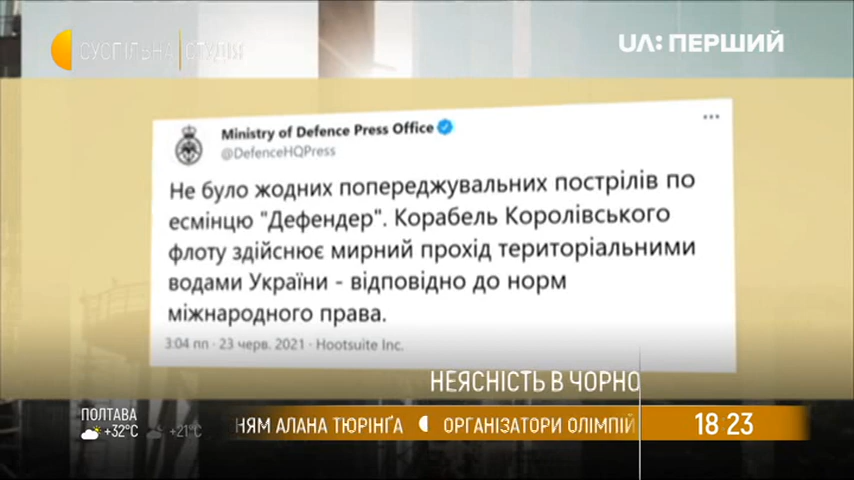 СУСПІЛЬНА СТУДІЯ
UA: ПЕРШИЙ
Ministry of Defence Press Office
@DefenceHQPress
Не було жодних попереджувальних пострілів по
есмінцю "Дефендер". Корабель Королівського
флоту здійснює мирний прохід територіальними
водами України - відповідно до норм
міжнародного права.
3:04 пп · 23 черв. 2021 · Hootsuite Inc.
НЕЯСНІСТЬ В ЧОРНО
ПОЛТАВА
+32°C +21°C
НЯМ АЛАНА ТЮРІНҐА ОРГАНІЗАТОРИ ОЛІМПІЙ
18:23